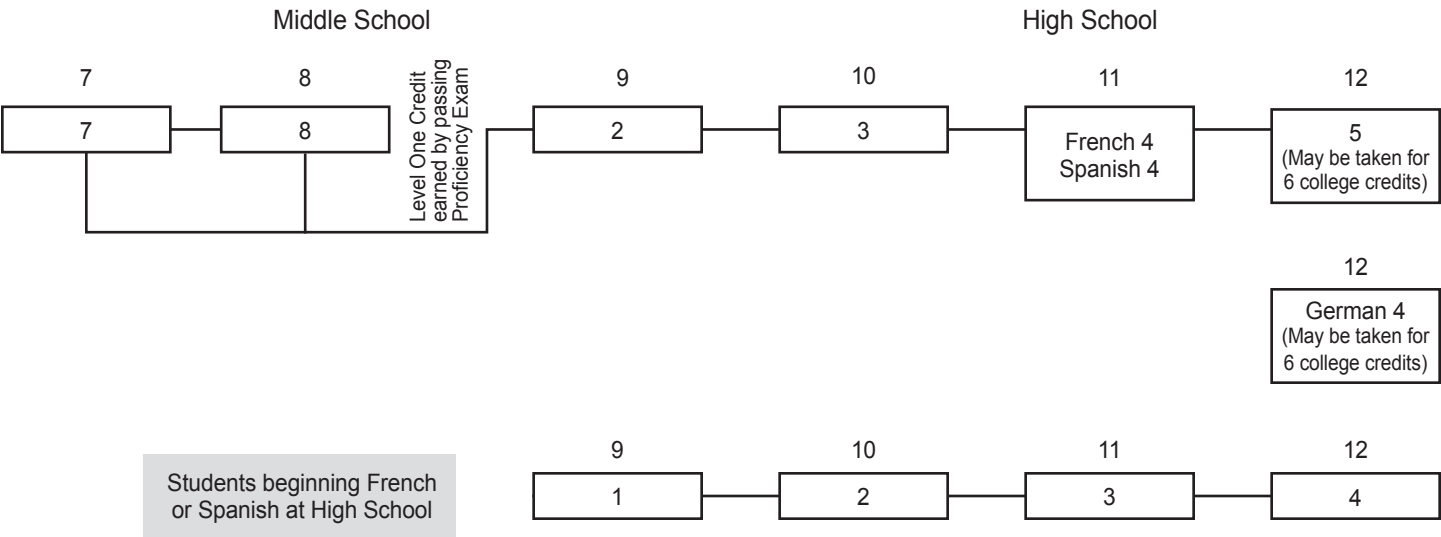 Middle School
High School
7
8
Level One Credit
earned by passing
Proficiency Exam
9
10
11
12
7
8
2
3
French 4
Spanish 4
5
(May be taken for
6 college credits)
12
German 4
(May be taken for
6 college credits)
Students beginning French
or Spanish at High School
9
10
11
12
1
2
3
4